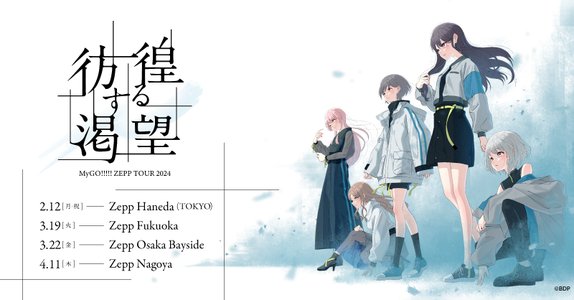 彷徨する渇望
MyGO!!!!! ZEPP TOUR 2024
2.12[月・祝] Zepp Haneda (TOKYO)
3.19[火] Zepp Fukuoka
3.22[金] Zepp Osaka Bayside
4.11[木] Zepp Nagoya
©BDP